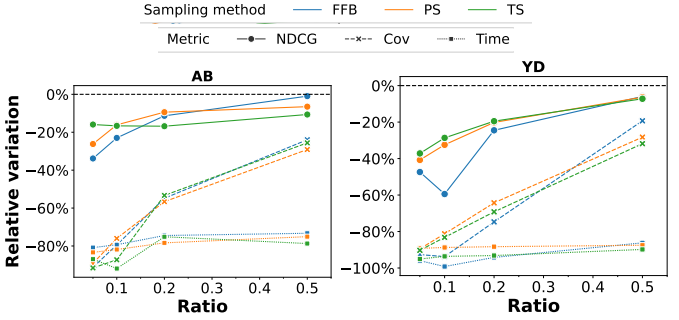 Sampling method FFB PS TS
Metric NDCG Cov Time
AB
YD
Relative variation
0%
−20%
−40%
−60%
−80%
0.1 0.2 0.3 0.4 0.5
Ratio
0%
−20%
−40%
−60%
−80%
−100%
0.1 0.2 0.3 0.4 0.5
Ratio